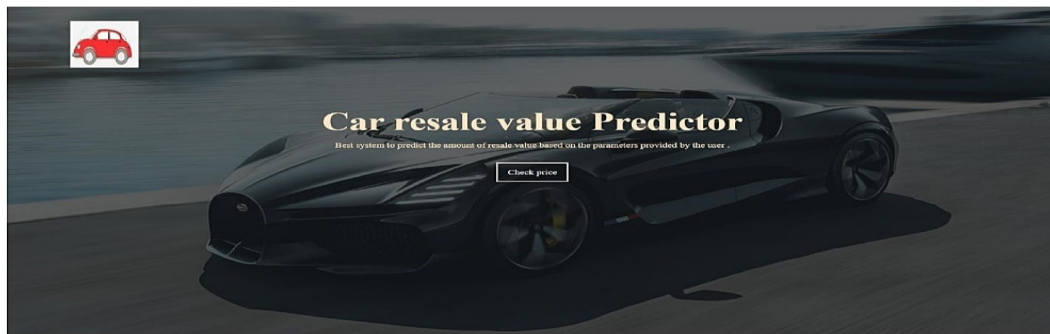 Car resale value Predictor
Best system to predict the amount of resale value based on the parameters provided by the user .
Check price